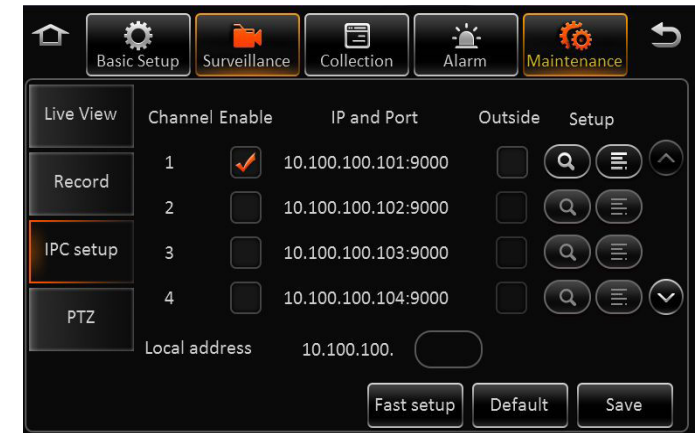 Basic Setup Surveillance Collection Alarm Maintenance
Live View
Record
IPC setup
PTZ
Channel Enable IP and Port Outside Setup
1 10.100.100.101:9000
2 10.100.100.102:9000
3 10.100.100.103:9000
4 10.100.100.104:9000
Local address 10.100.100.
Fast setup Default Save